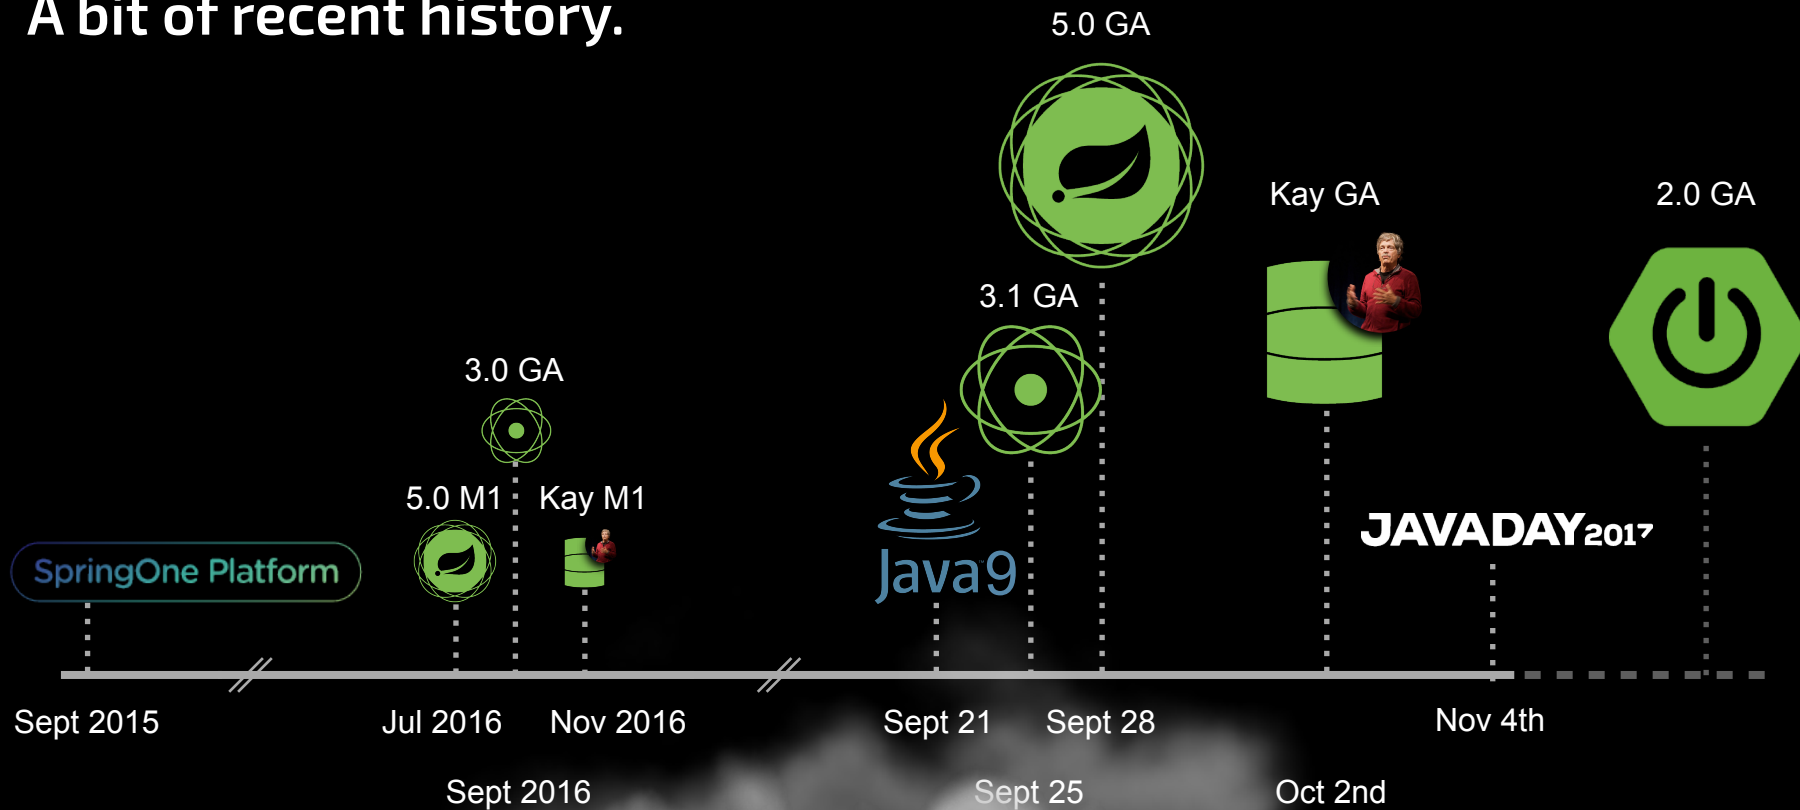 A bit of recent history.
5.0 GA
Kay GA
2.0 GA
3.1 GA
3.0 GA
5.0 M1
Kay M1
JAVADAY2017
SpringOne Platform
Java9
Sept 2015
Jul 2016
Nov 2016
Sept 21
Sept 28
Nov 4th
Sept 2016
Sept 25
Oct 2nd